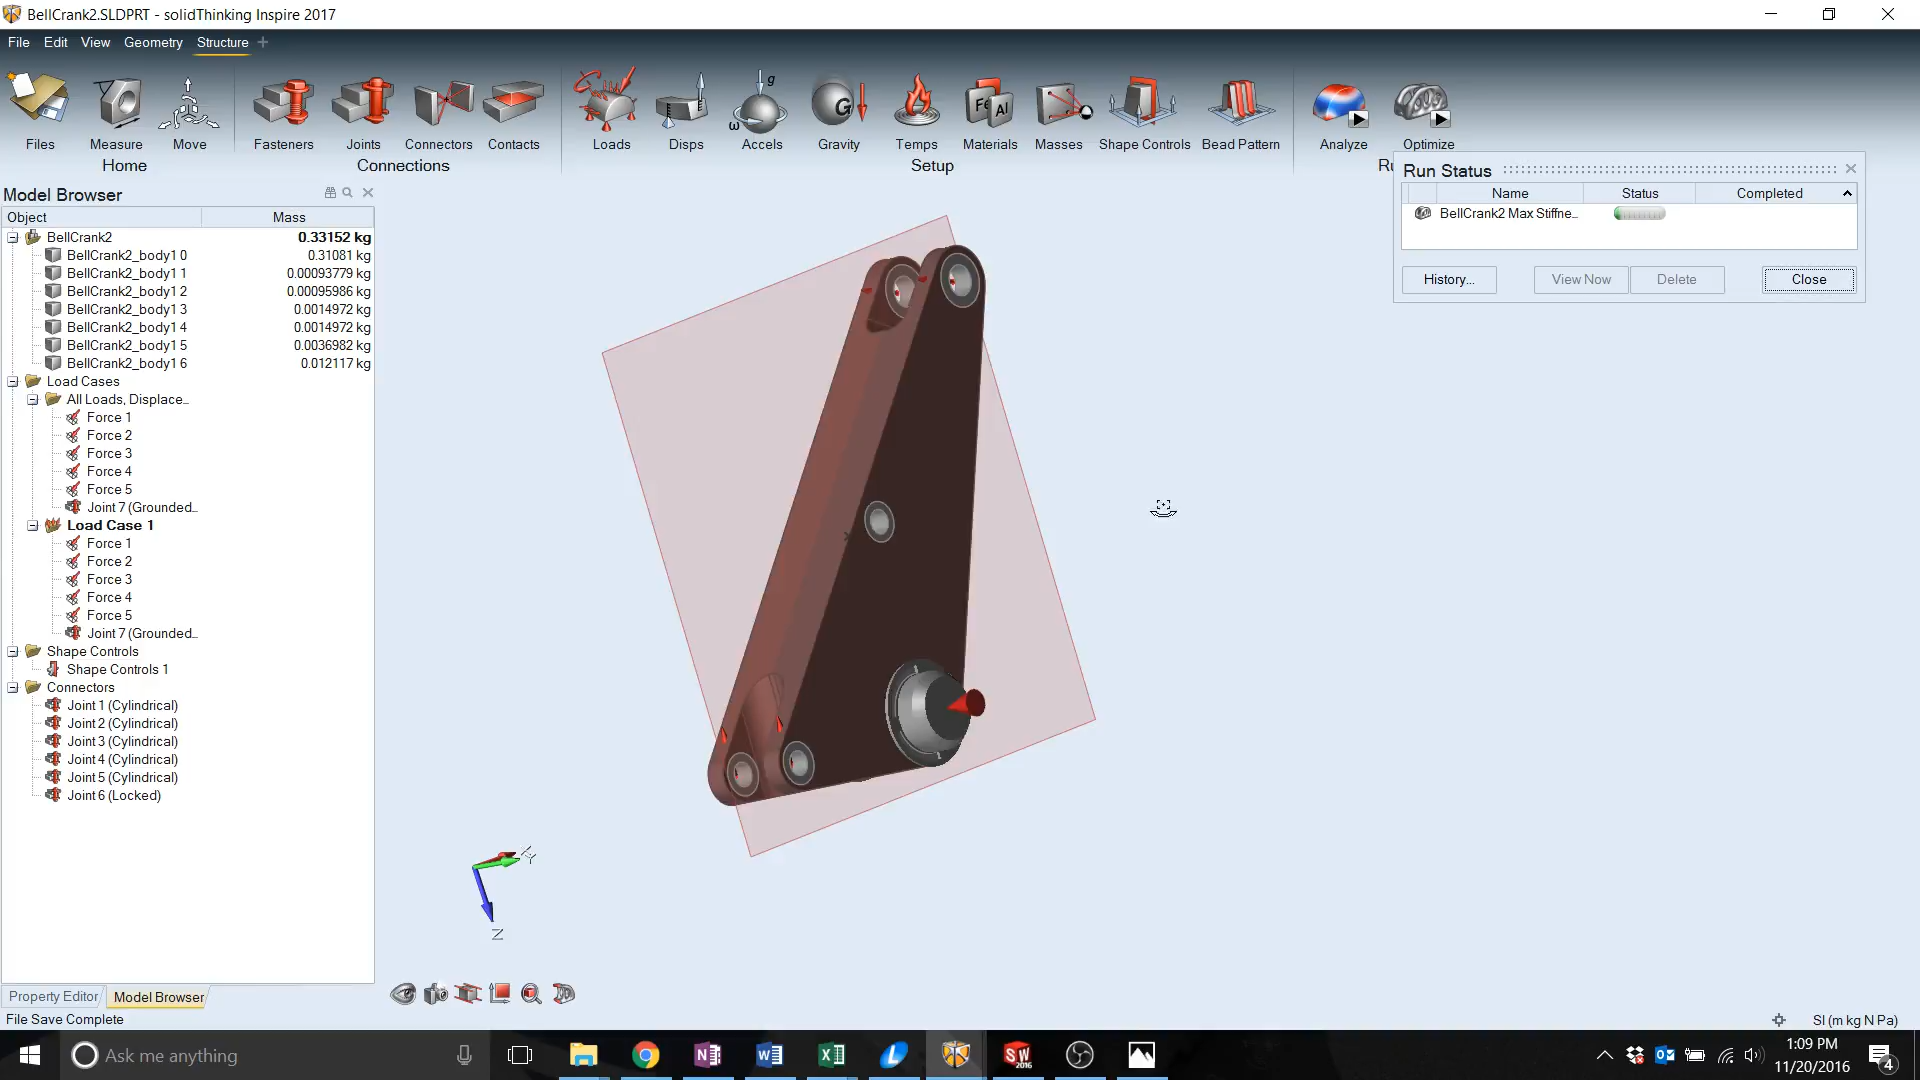 BellCrank2.SLDPRT - solidThinking Inspire 2017
File Edit View Geometry Structure +
Files Measure Move Fasteners Joints Connectors Contacts Loads Disps Accels Gravity Temps Materials Masses Shape Controls Bead Pattern Analyze Optimize
Home Connections Setup
Run Status
Name Status Completed
BellCrank2 Max Stiffne...
History... View Now Delete Close
Model Browser
Object Mass
BellCrank2 0.33152 kg
BellCrank2_body1 0 0.31081 kg
BellCrank2_body1 1 0.00093779 kg
BellCrank2_body1 2 0.00095986 kg
BellCrank2_body1 3 0.0014972 kg
BellCrank2_body1 4 0.0014972 kg
BellCrank2_body1 5 0.0036982 kg
BellCrank2_body1 6 0.012117 kg
Load Cases
All Loads, Displace...
Force 1
Force 2
Force 3
Force 4
Force 5
Joint 7 (Grounded...
Load Case 1
Force 1
Force 2
Force 3
Force 4
Force 5
Joint 7 (Grounded...
Shape Controls
Shape Controls 1
Connectors
Joint 1 (Cylindrical)
Joint 2 (Cylindrical)
Joint 3 (Cylindrical)
Joint 4 (Cylindrical)
Joint 5 (Cylindrical)
Joint 6 (Locked)
Y
Z
Property Editor Model Browser
File Save Complete
SI (m kg N Pa)
Ask me anything
1:09 PM
11/20/2016
4